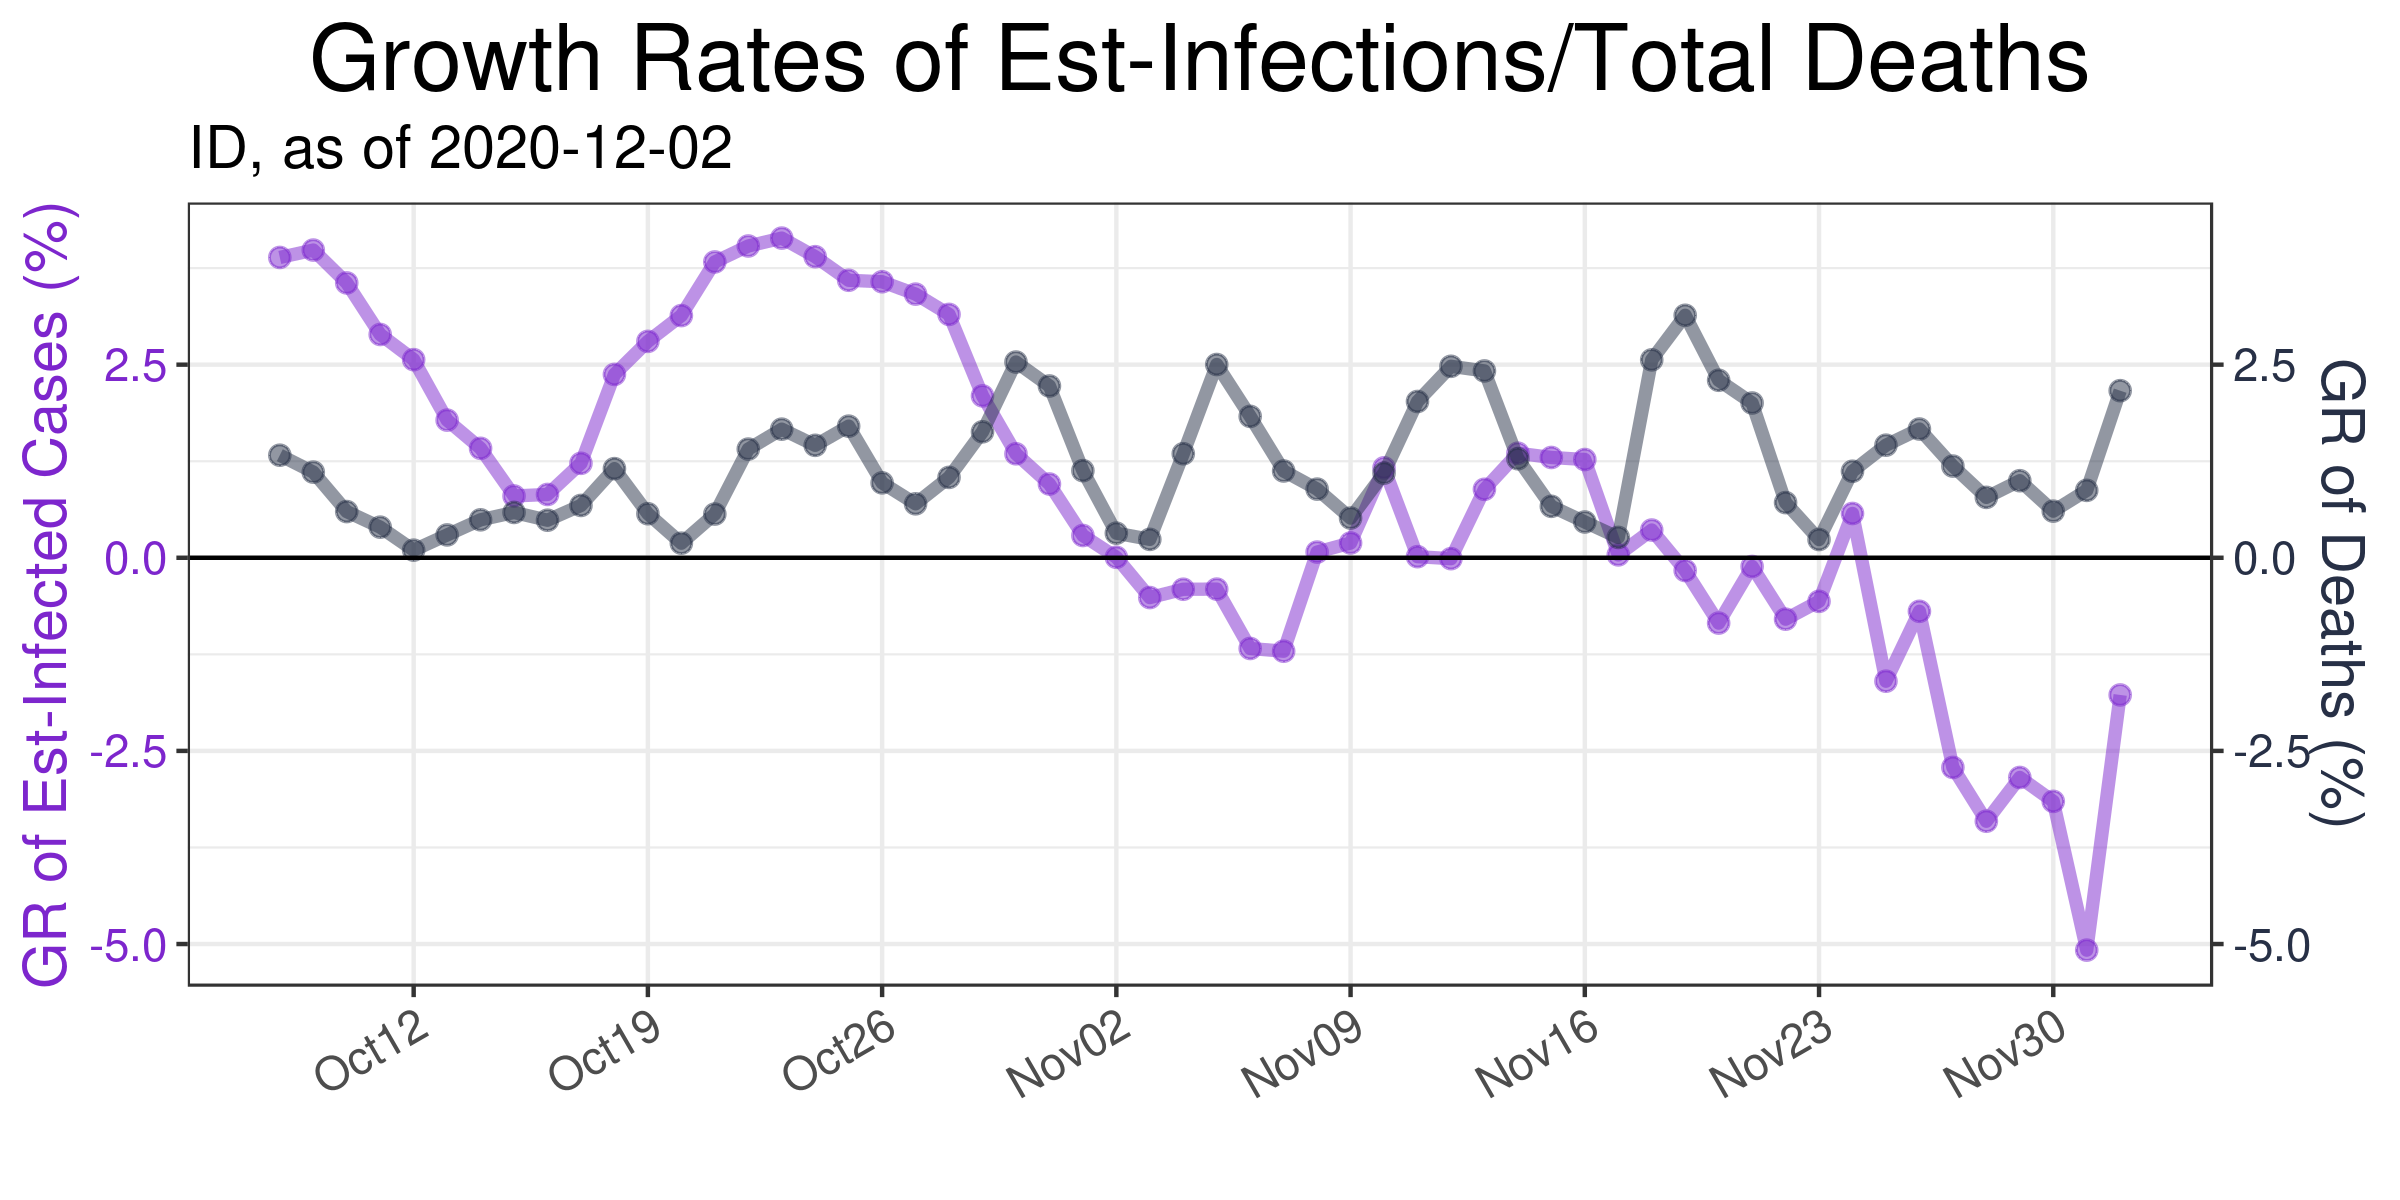 Growth Rates of Est-Infections/Total Deaths
ID, as of 2020-12-02
GR of Est-Infected Cases (%)
2.5
0.0
-2.5
-5.0
2.5
0.0
-2.5
-5.0
GR of Deaths (%)
Oct12
Oct19
Oct26
Nov02
Nov09
Nov16
Nov23
Nov30